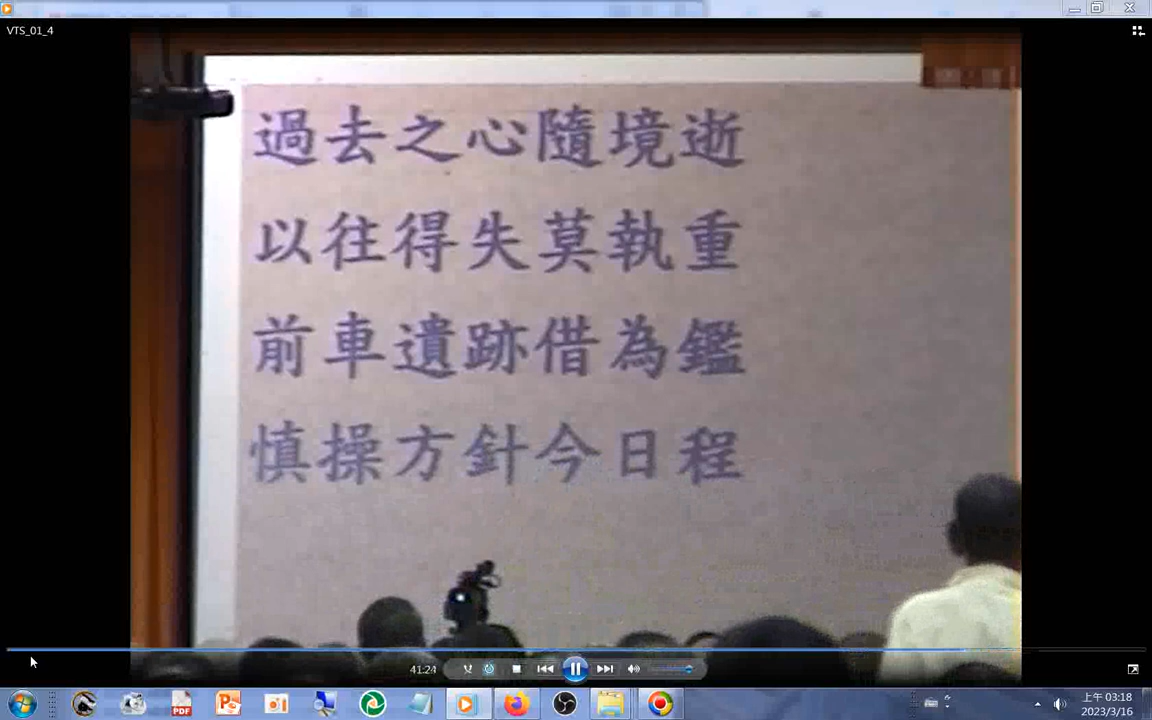 VTS_01_4
過去之心隨境逝
以往得失莫執重
前車遺跡借為鑑
慎操方針今日程
41:24
PDF
上午 03:18
2023/3/16